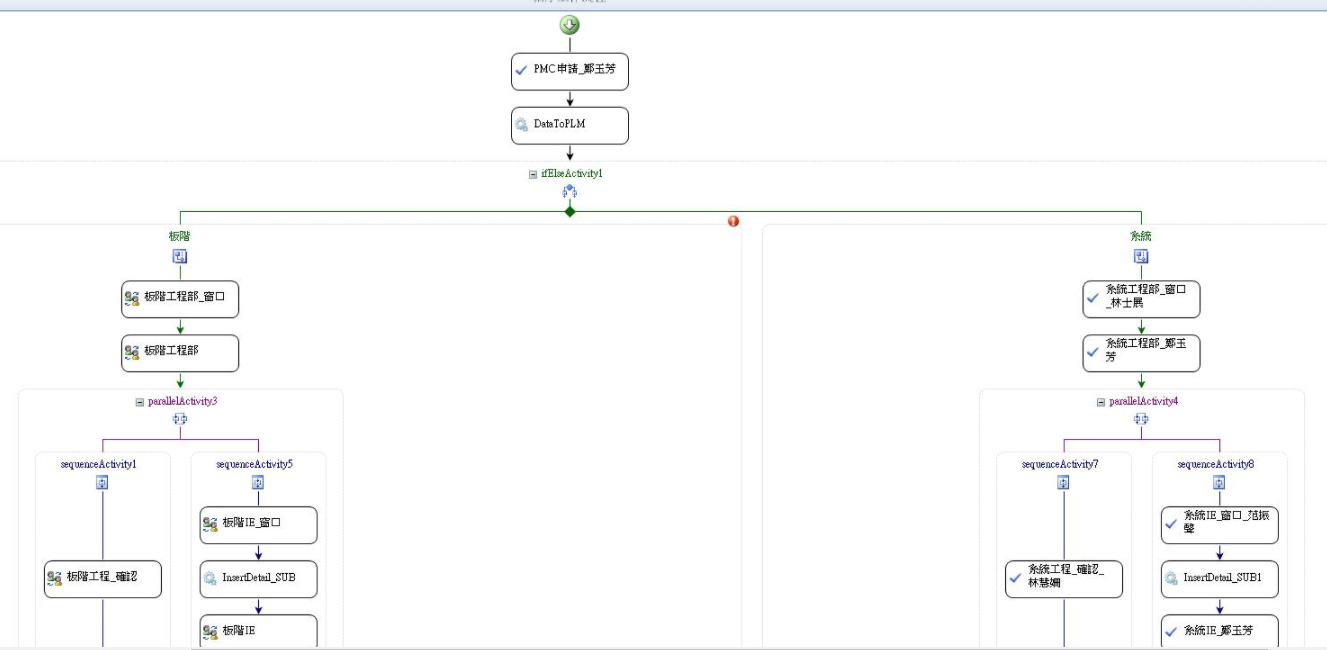 PMC申請_鄭玉芳
DataToPLM
ifElseActivity1
板階
系統
板階工程部_窗口
系統工程部_窗口
_林士展
板階工程部
系統工程部_鄭玉
芳
parallelActivity3
parallelActivity4
sequenceActivity1
sequenceActivity5
sequenceActivity7
sequenceActivity8
板階IE_窗口
系統IE_窗口_范振
聲
板階工程_確認
InsertDetail_SUB
系統工程_確認_
林慧姍
InsertDetail_SUB1
板階IE
系統IE_鄭玉芳